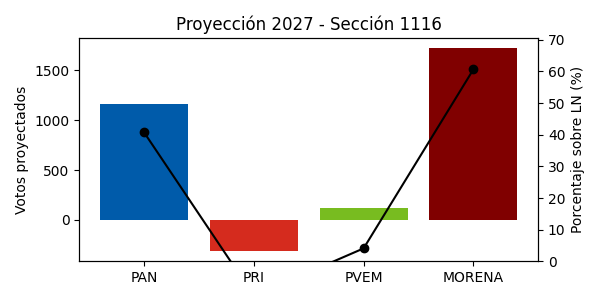 Proyección 2027 - Sección 1116
Votos proyectados
1500
1000
500
0
PAN
PRI
PVEM
MORENA
70
60
50
40
30
20
10
0
Porcentaje sobre LN (%)